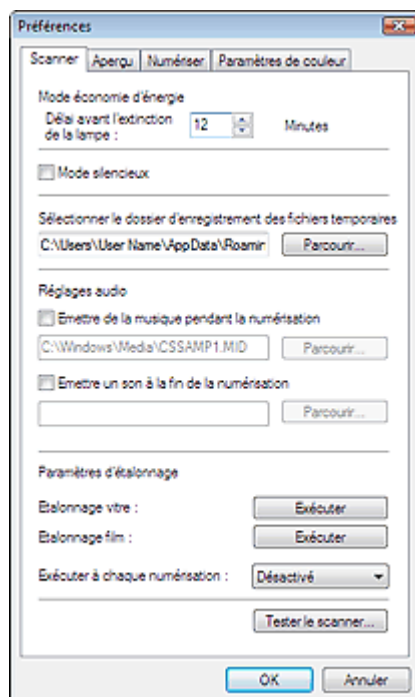 Préférences
Scanner Aperçu Numériser Paramètres de couleur
Mode économie d'énergie
Délai avant l'extinction
de la lampe : 12 Minutes
Mode silencieux
Sélectionner le dossier d'enregistrement des fichiers temporaires
C:\Users\User Name\AppData\Roamir Parcourir...
Réglages audio
Emettre de la musique pendant la numérisation
C:\Windows\Media\CSSAMP1.MID Parcourir...
Emettre un son à la fin de la numérisation
Parcourir...
Paramètres d'étalonnage
Etalonnage vitre : Exécuter
Etalonnage film : Exécuter
Exécuter à chaque numérisation : Désactivé
Tester le scanner...
OK Annuler